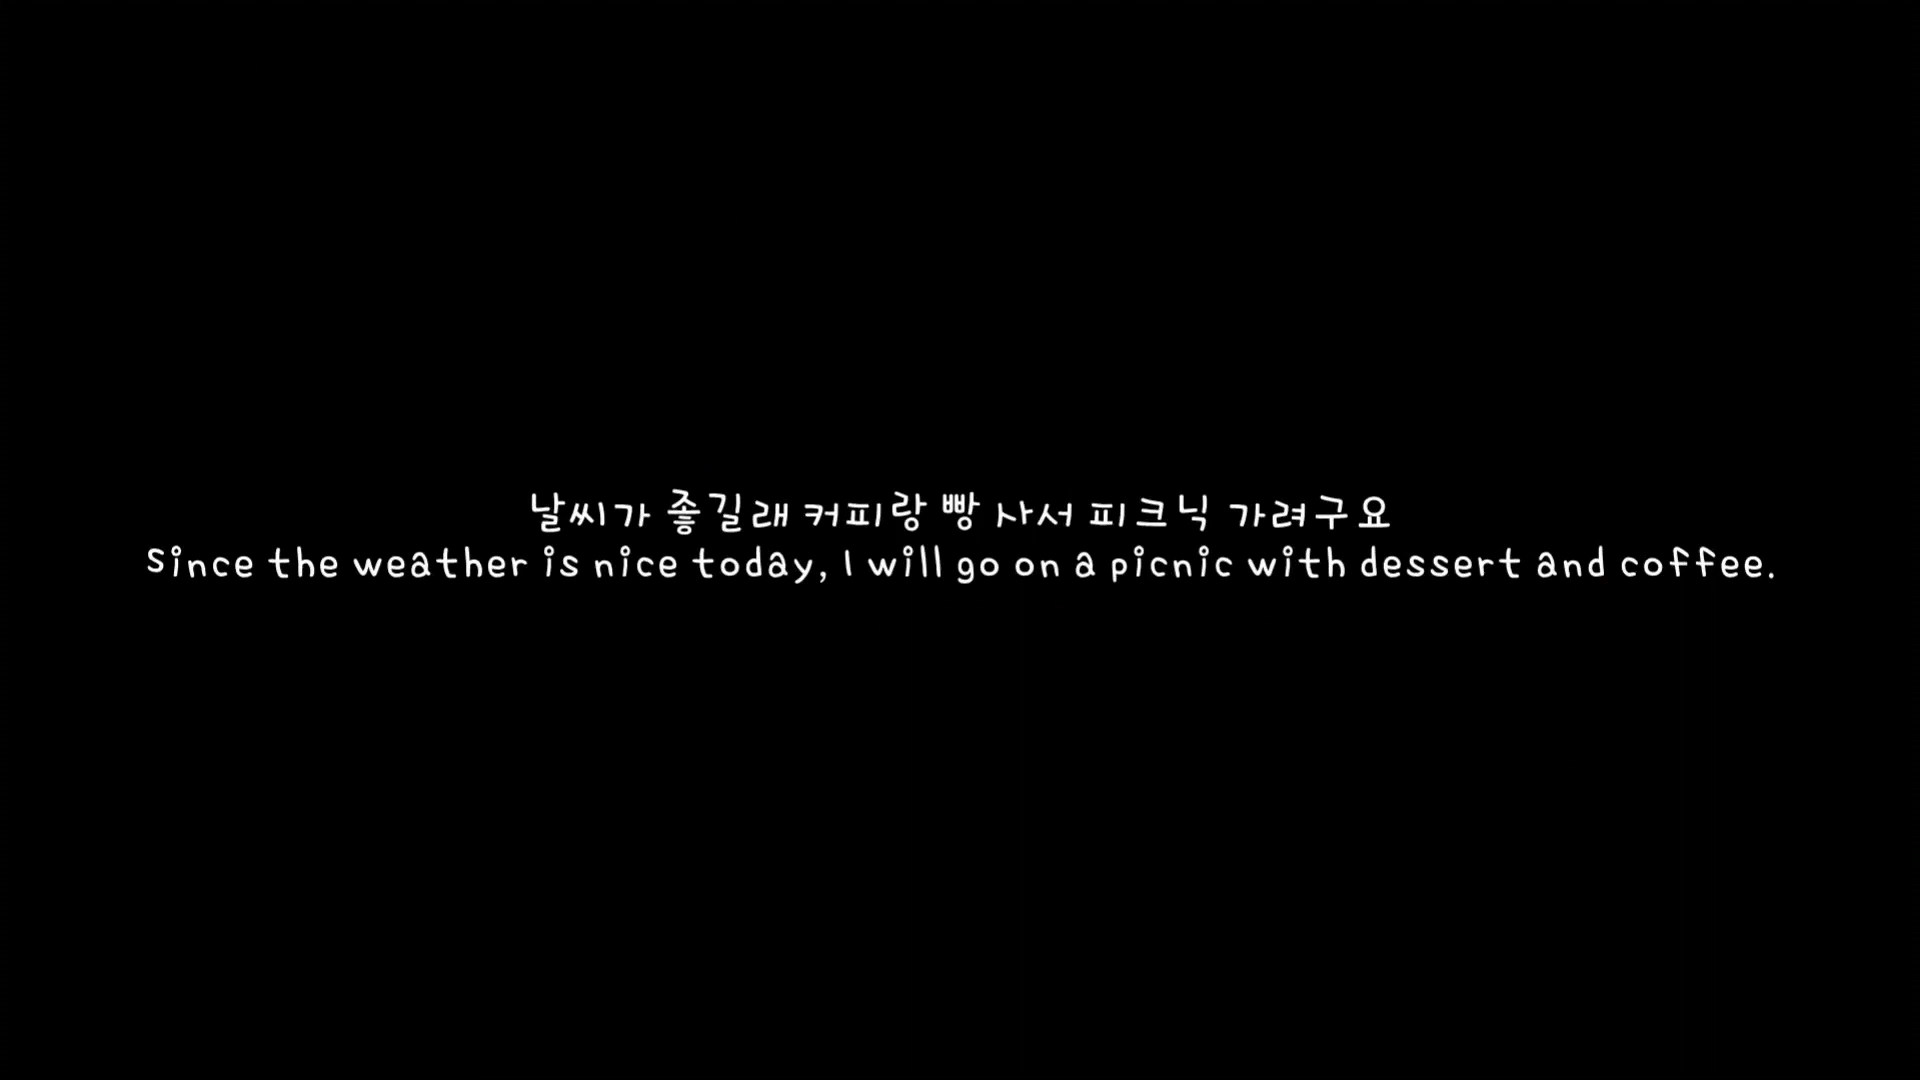 날씨가 좋길래 커피랑 빵 사서 피크닉 가려구요
Since the weather is nice today, I will go on a picnic with dessert and coffee.